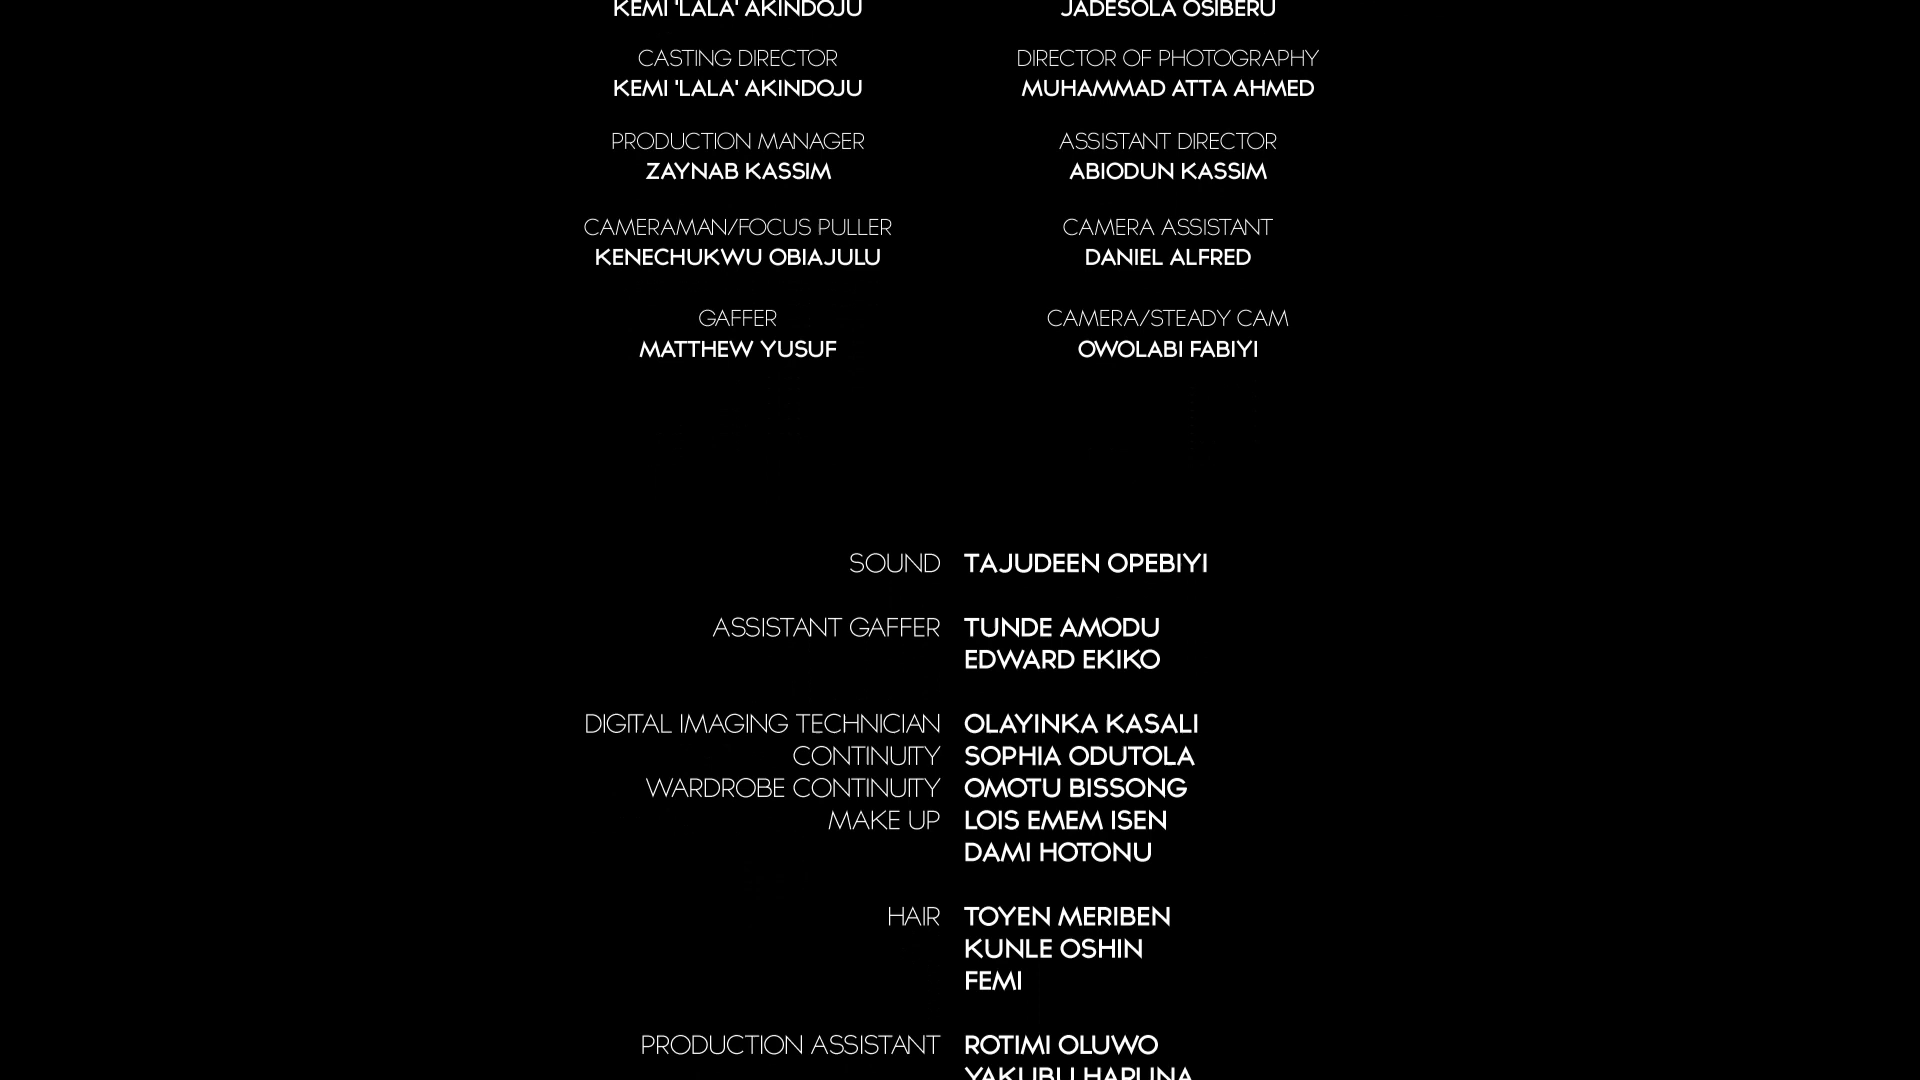 KEMI 'LALA' AKINDOJU
JADESOLA OSIBERU
CASTING DIRECTOR
KEMI 'LALA' AKINDOJU
DIRECTOR OF PHOTOGRAPHY
MUHAMMAD ATTA AHMED
PRODUCTION MANAGER
ZAYNAB KASSIM
ASSISTANT DIRECTOR
ABIODUN KASSIM
CAMERAMAN/FOCUS PULLER
KENECHUKWU OBIAJULU
CAMERA ASSISTANT
DANIEL ALFRED
GAFFER
MATTHEW YUSUF
CAMERA/STEADY CAM
OWOLABI FABIYI
SOUND TAJUDEEN OPEBIYI
ASSISTANT GAFFER TUNDE AMODU
EDWARD EKIKO
DIGITAL IMAGING TECHNICIAN OLAYINKA KASALI
CONTINUITY SOPHIA ODUTOLA
WARDROBE CONTINUITY OMOTU BISSONG
MAKE UP LOIS EMEM ISEN
DAMI HOTONU
HAIR TOYEN MERIBEN
KUNLE OSHIN
FEMI
PRODUCTION ASSISTANT ROTIMI OLUWO
YAKUBU HARUNA